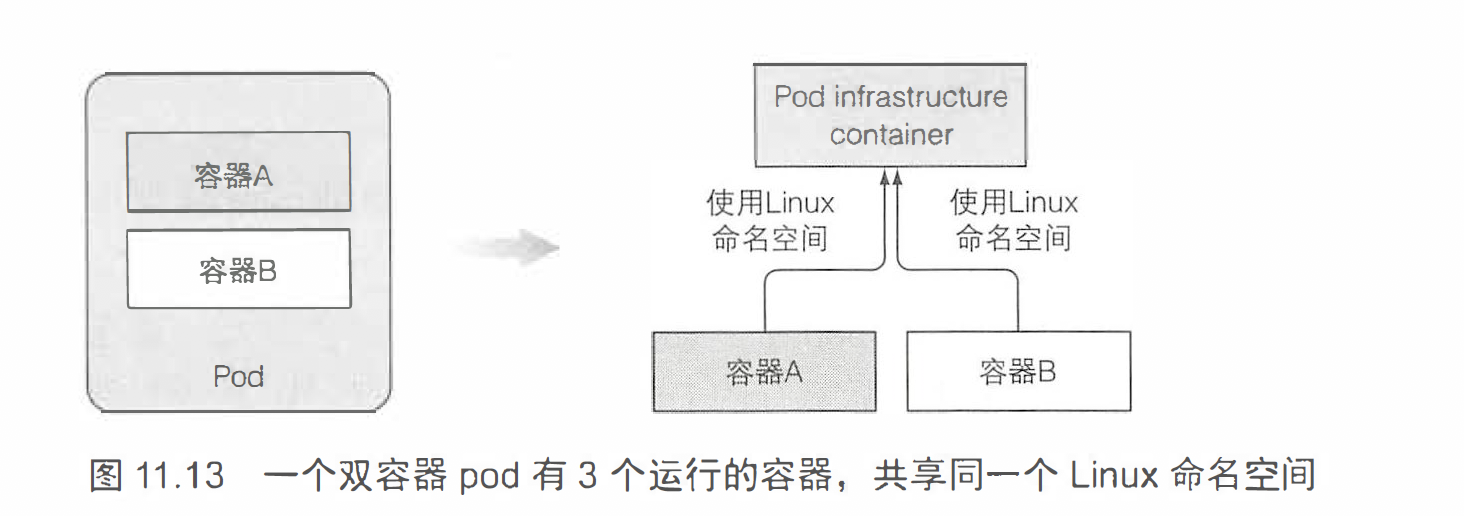 容器A
容器B
Pod
Pod infrastructure
container
使用Linux
命名空间
使用Linux
命名空间
容器A
容器B
图 11.13 一个双容器 pod 有 3 个运行的容器，共享同一个 Linux 命名空间